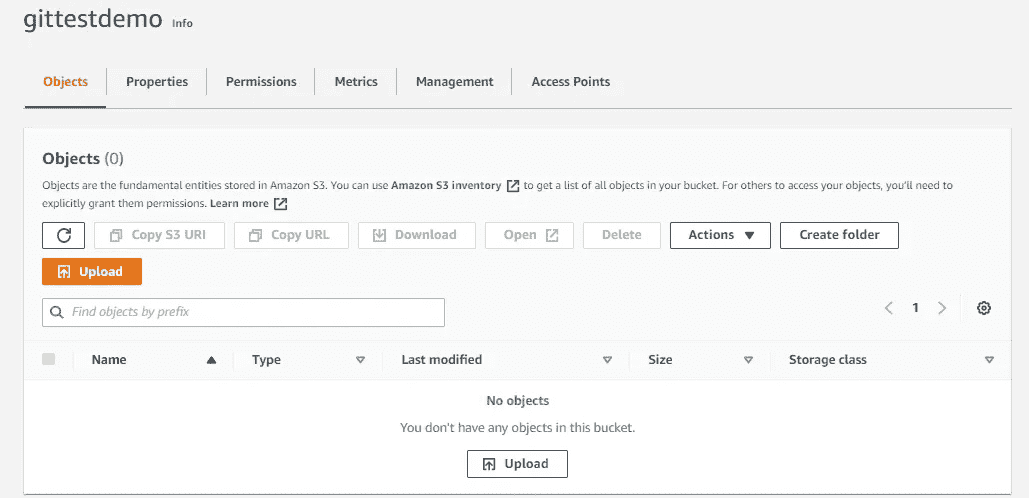 gittestdemo Info
Objects Properties Permissions Metrics Management Access Points
Objects (0)
Objects are the fundamental entities stored in Amazon S3. You can use Amazon S3 inventory to get a list of all objects in your bucket. For others to access your objects, you'll need to
explicitly grant them permissions. Learn more
Copy S3 URI Copy URL Download Open Delete Actions Create folder
Upload
Find objects by prefix 1
Name Type Last modified Size Storage class
No objects
You don't have any objects in this bucket.
Upload